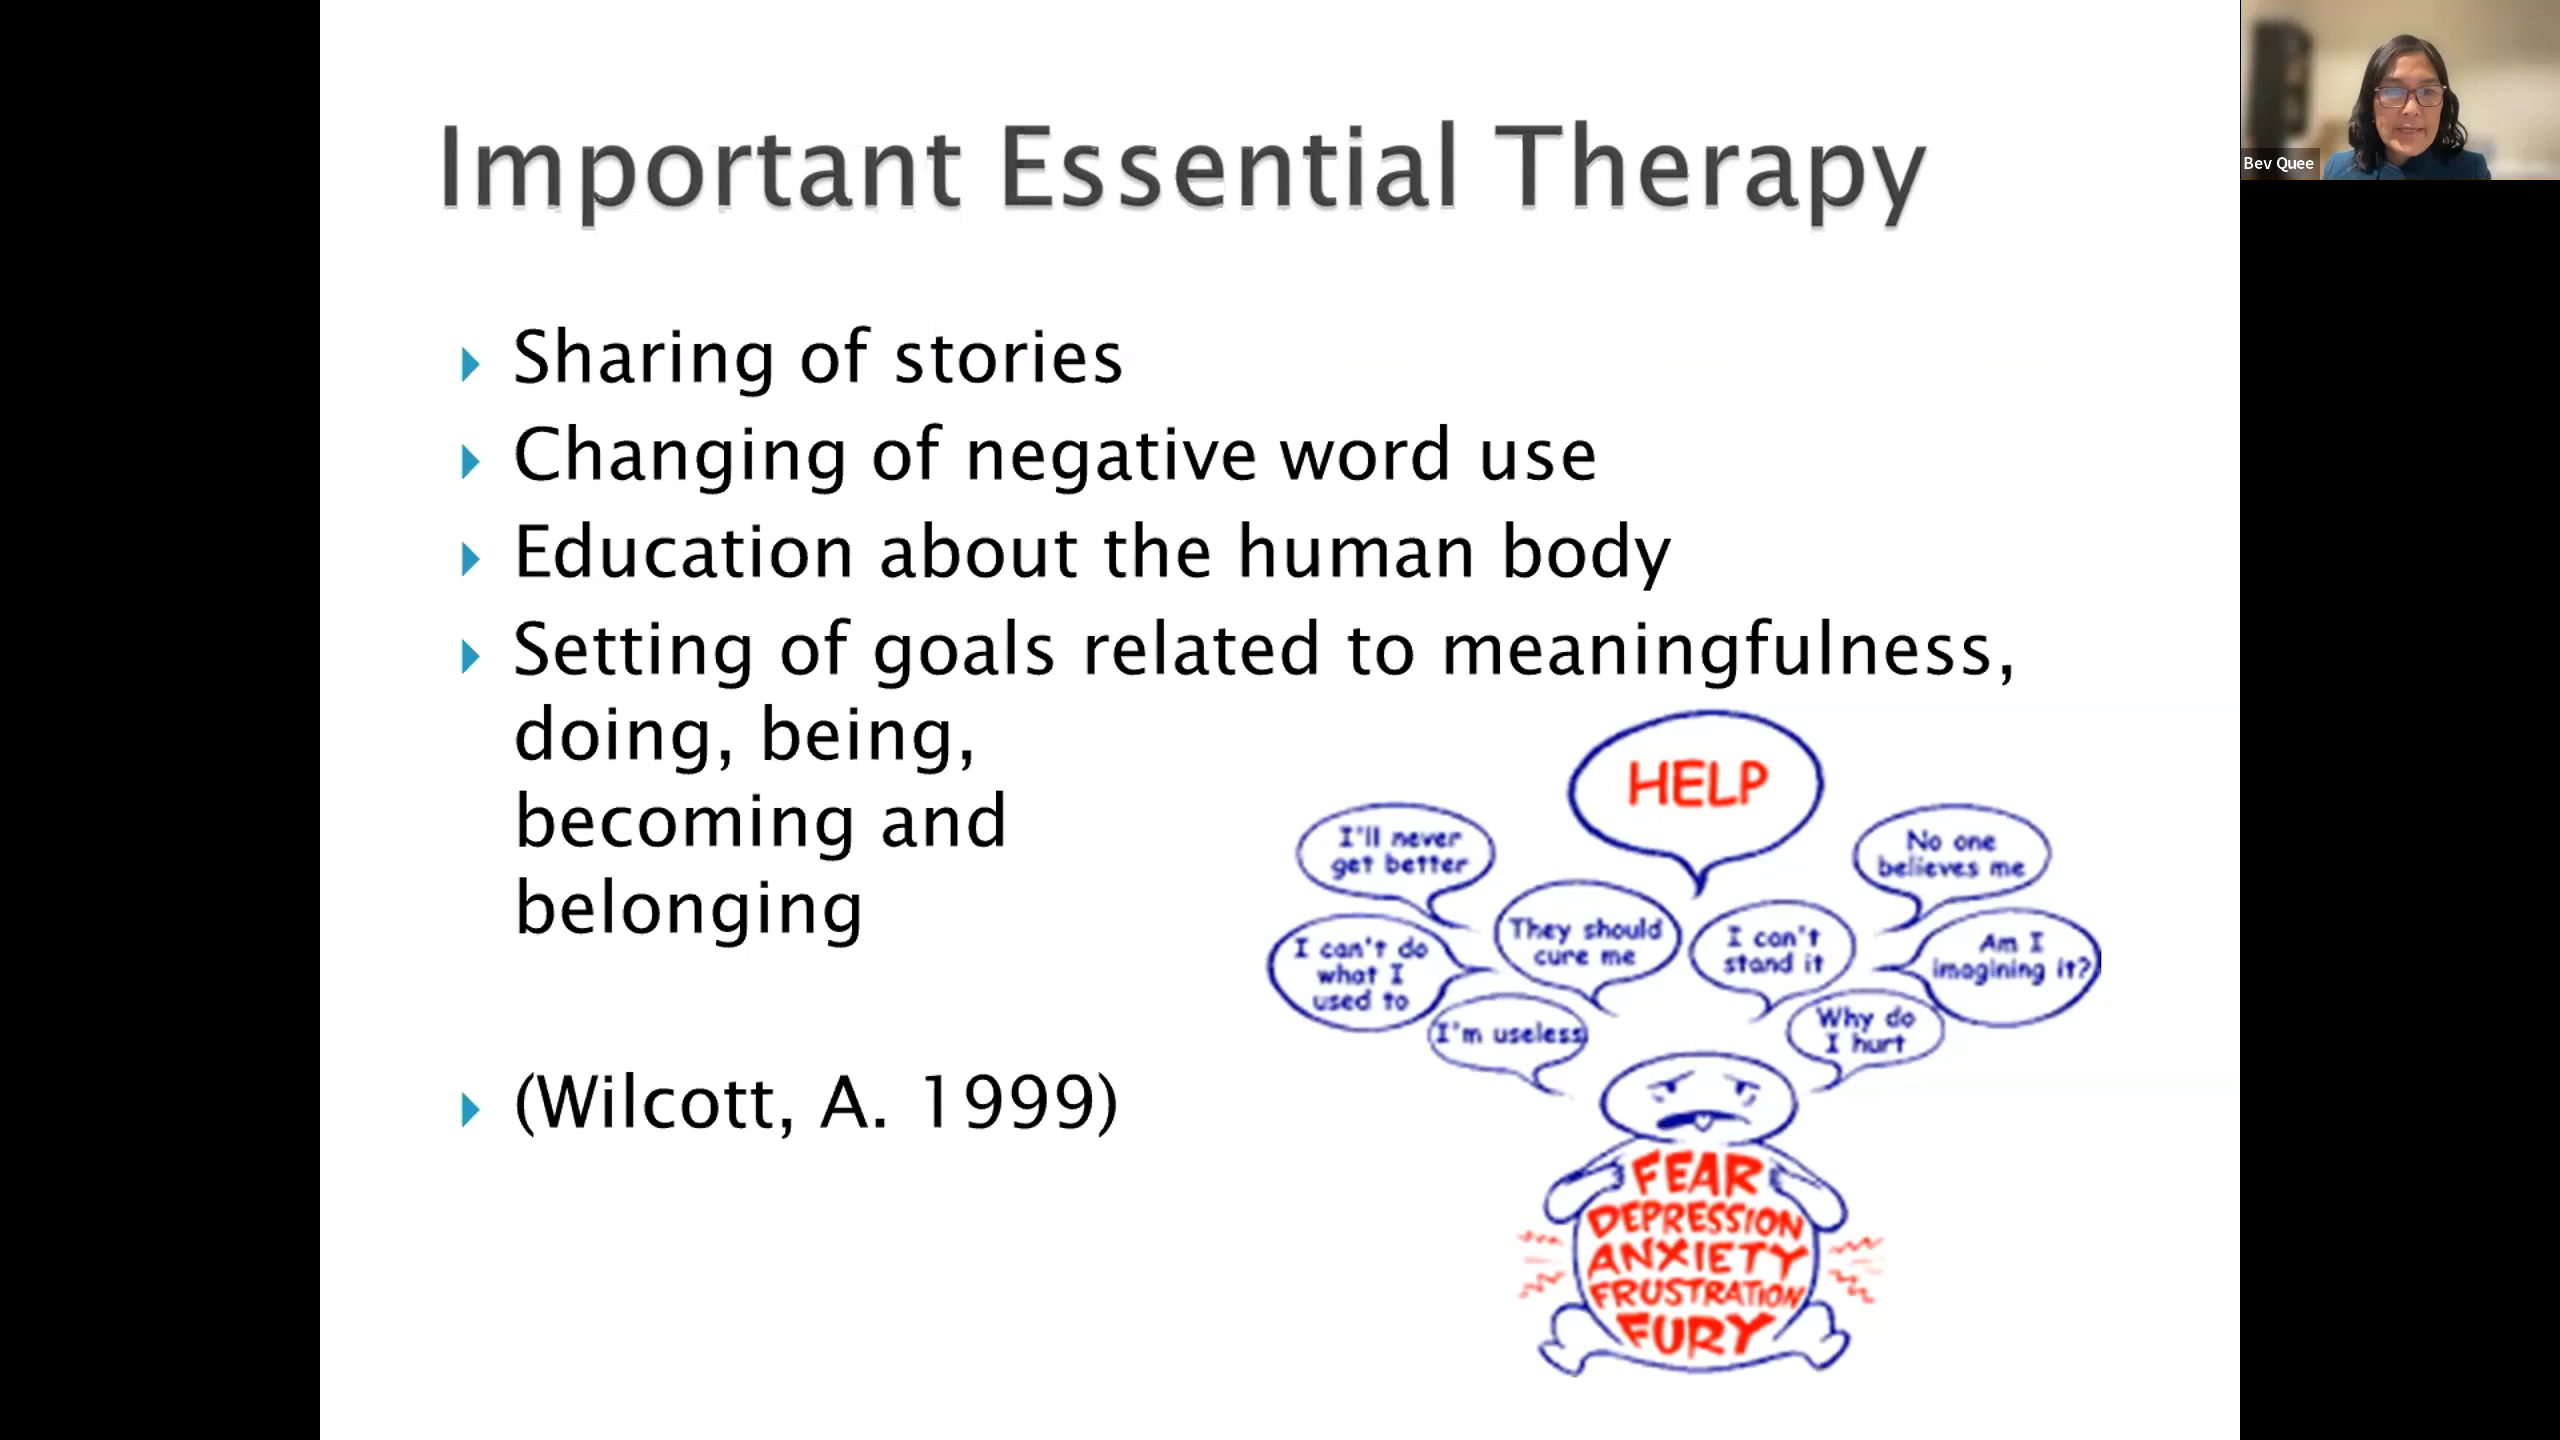 Important Essential Therapy
Bev Quee
Sharing of stories
Changing of negative word use
Education about the human body
Setting of goals related to meaningfulness,
doing, being,
becoming and
belonging
(Wilcott, A. 1999)
HELP
I'll never
get better
No one
believes me
They should
cure me
I can't
stand it
I can't do
what I
used to
Am I
imagining it?
I'm useless
Why do
I hurt
FEAR
DEPRESSION
ANXIETY
FRUSTRATION
FURY